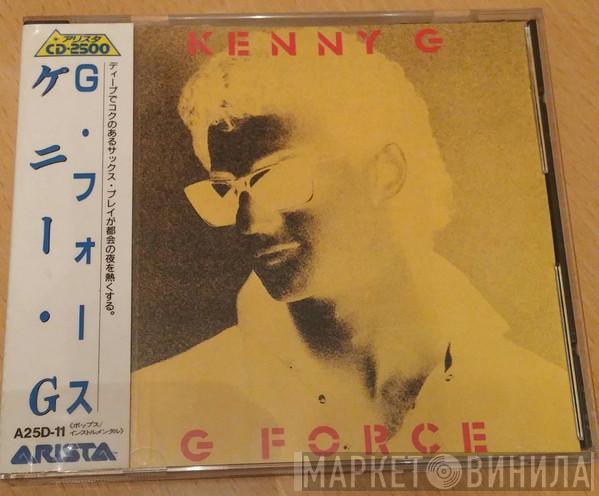 アリスタ
CD-2500
G・フォース
ケニー・G
ディープでコクのあるサックス・プレイが都会の夜を熱くする。
A25D-11
《ポップス/
インストルメンタル》
ARISTA
KENNY G
G FORCE
МАРКЕТ ВИНИЛА